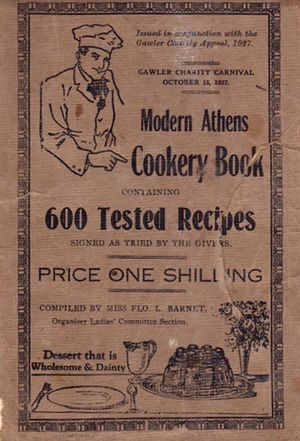 Issued in conjunction with the
Gawler Charity Appeal, 1927.
GAWLER CHARITY CARNIVAL
OCTOBER 15, 1927.
Modern Athens
Cookery Book
CONTAINING
600 Tested Recipes
SIGNED AS TRIED BY THE GIVERS.
PRICE ONE SHILLING
COMPILED BY MISS FLO. L. BARNET,
Organiser Ladies' Committee Section.
Dessert that is
Wholesome & Dainty